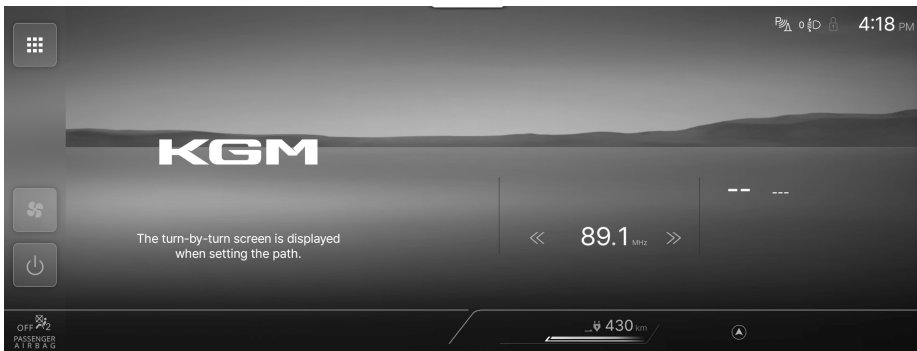 4:18 PM
KGM
-- ---
The turn-by-turn screen is displayed
when setting the path.
89.1 MHz
OFF 2
PASSENGER
AIRBAG
430 km